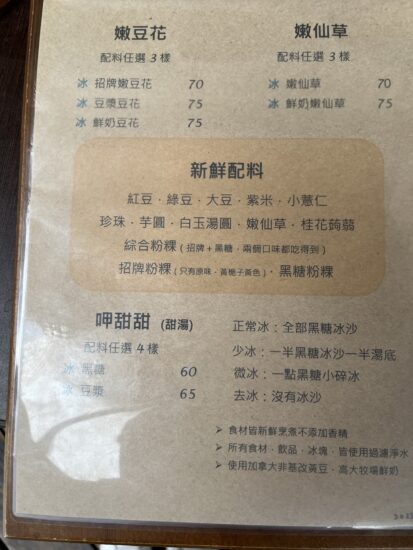 嫩豆花
配料任選 3 樣
冰 招牌嫩豆花 70
冰 豆漿豆花 75
冰 鮮奶豆花 75
嫩仙草
配料任選 3 樣
冰 嫩仙草 70
冰 鮮奶嫩仙草 75
新鮮配料
紅豆．綠豆．大豆．紫米．小薏仁
珍珠．芋圓．白玉湯圓．嫩仙草．桂花蒟蒻
綜合粉粿(招牌+黑糖，兩個口味都吃得到)
招牌粉粿(只有原味，黃梔子黃色)．黑糖粉粿
呷甜甜 (甜湯)
配料任選 4 樣
冰 黑糖 60
冰 豆漿 65
正常冰：全部黑糖冰沙
少冰：一半黑糖冰沙一半湯底
微冰：一點黑糖小碎冰
去冰：沒有冰沙
➢ 食材皆新鮮烹煮不添加香精
➢ 所有食材．飲品．冰塊，皆使用過濾淨水
➢ 使用加拿大非基改黃豆．高大牧場鮮奶